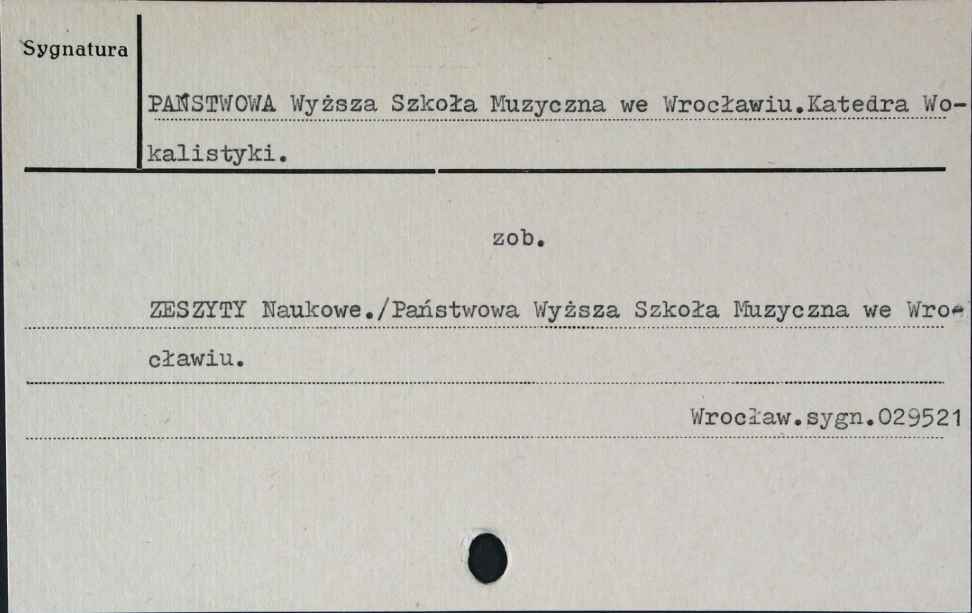 Sygnatura
PAŃSTWOWA Wyższa Szkoła Muzyczna we Wrocławiu.Katedra Wo-
kalistyki.
zob.
ZESZYTY Naukowe./Państwowa Wyższa Szkoła Muzyczna we Wro-
cławiu.
Wrocław.sygn.029521